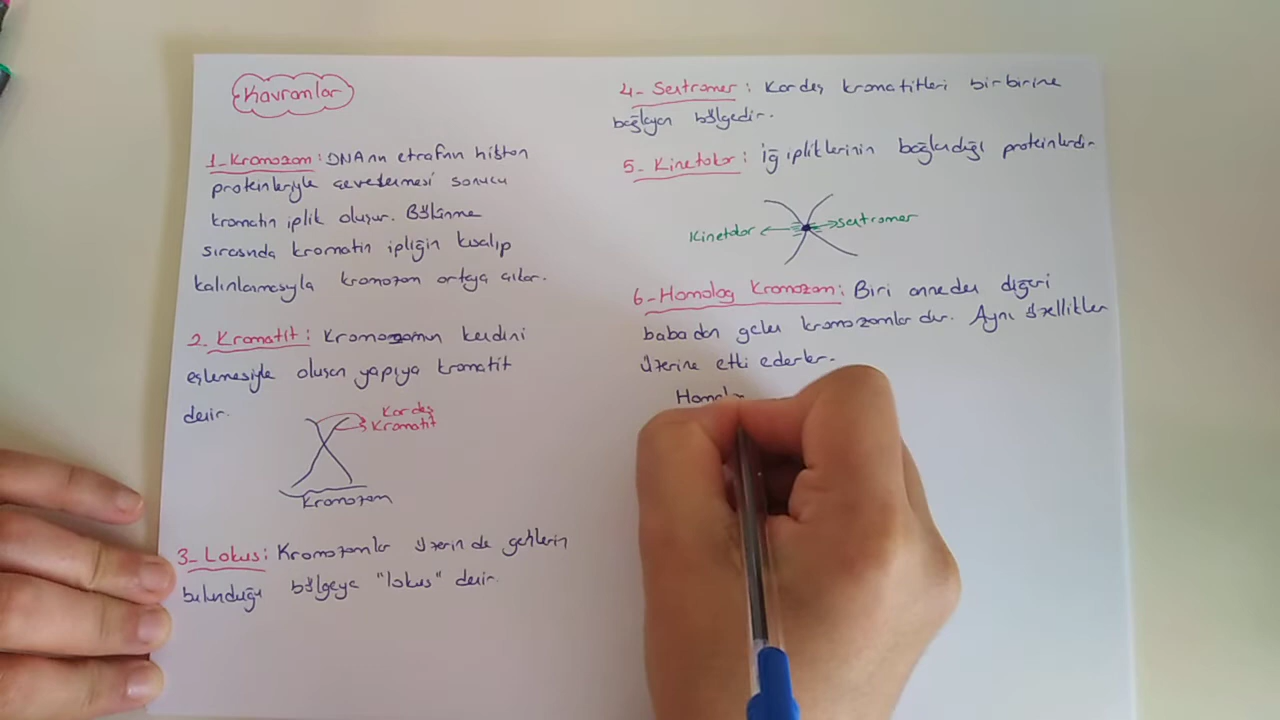 Kavramlar
1-Kromozom: DNAnın etrafının histon
proteinleriyle çevrelenmesi sonucu
kromatin iplik oluşur. Bölünme
sırasında kromatin ipliğin kısalıp
kalınlaşmasıyla kromozom ortaya çıkar.
2. Kromatit: Kromozomun kendini
eşlemesiyle oluşan yapıya kromatit
denir.
Kardeş
Kromatit
Kromozom
3-Lokus: Kromozomlar üzerinde genlerin
bulunduğu bölgeye "lokus" denir.
4-Sentromer: Kardeş kromatitleri birbirine
bağlayan bölgedir.
5-Kinetokor: İğ ipliklerinin bağlandığı proteinlerdir
Kinetokor sentromer
6-Homolog Kromozom: Biri anneden diğeri
babadan gelen kromozomlardır. Aynı özellikler
üzerine etki ederler.
Homol